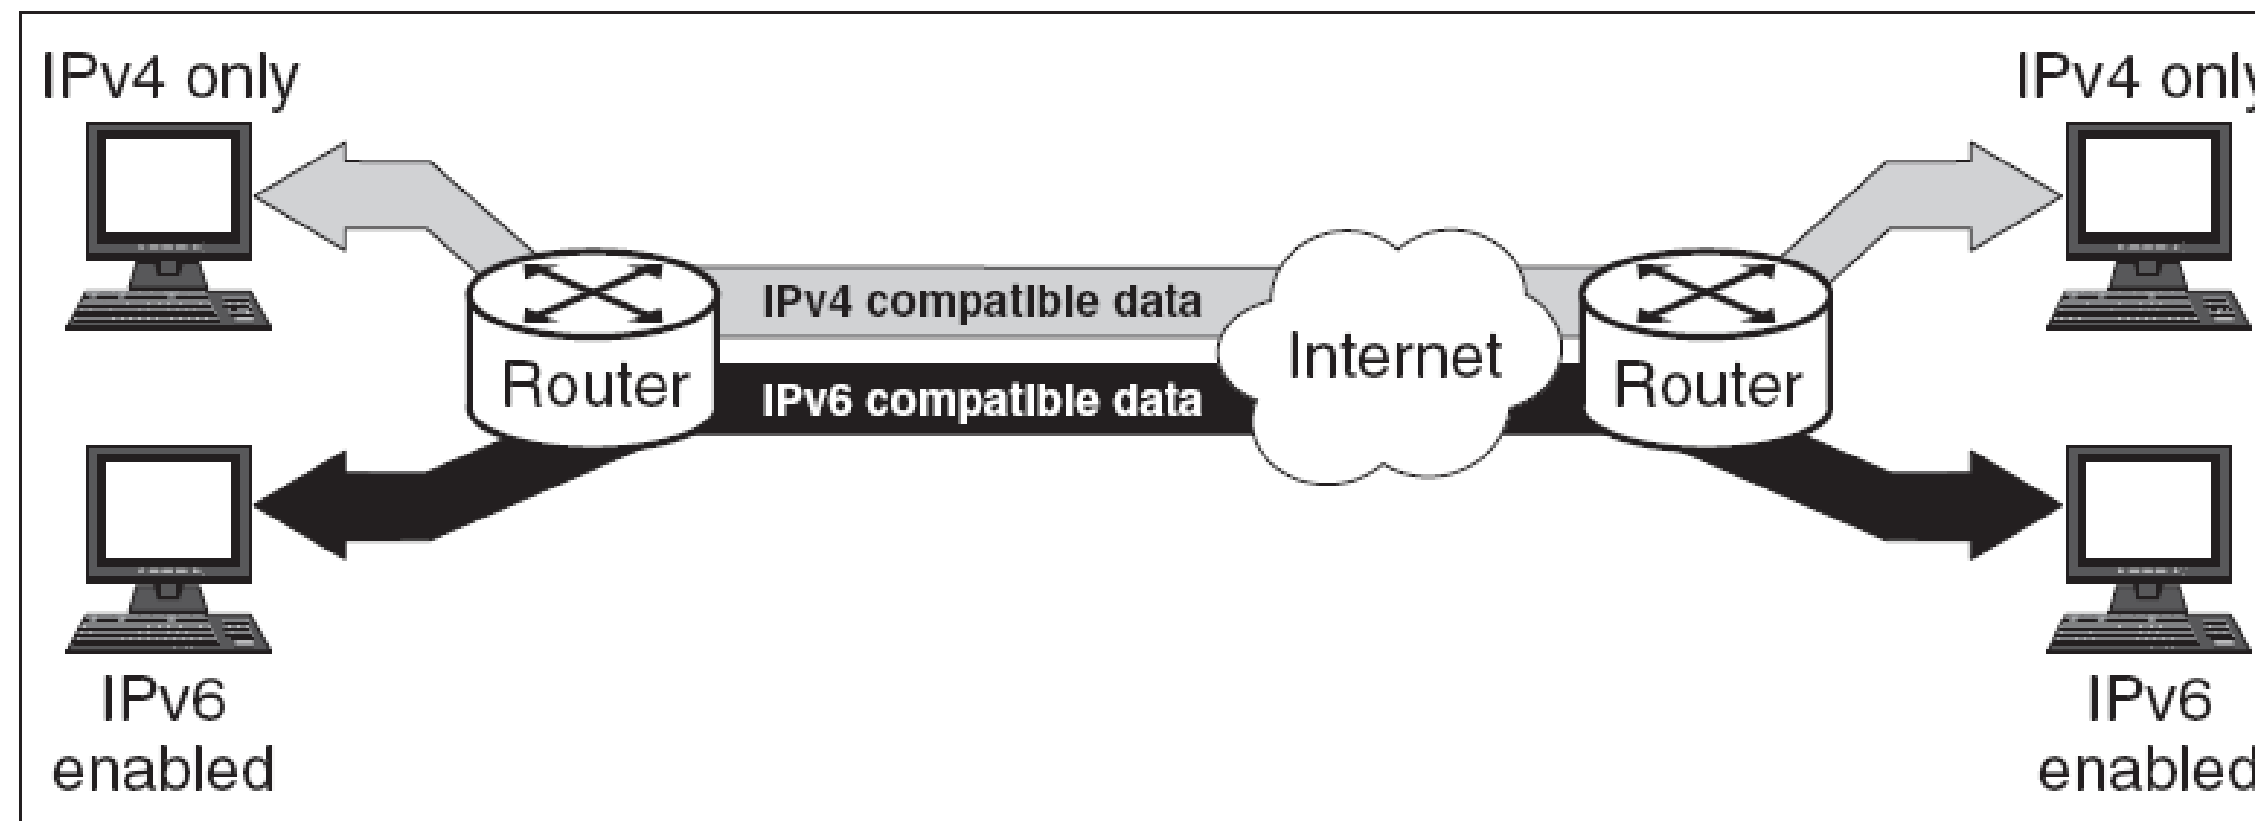 IPv4 only
IPv4 only
IPv4 compatible data
Internet
Router
Router
IPv6 compatible data
IPv6
enabled
IPv6
enabled